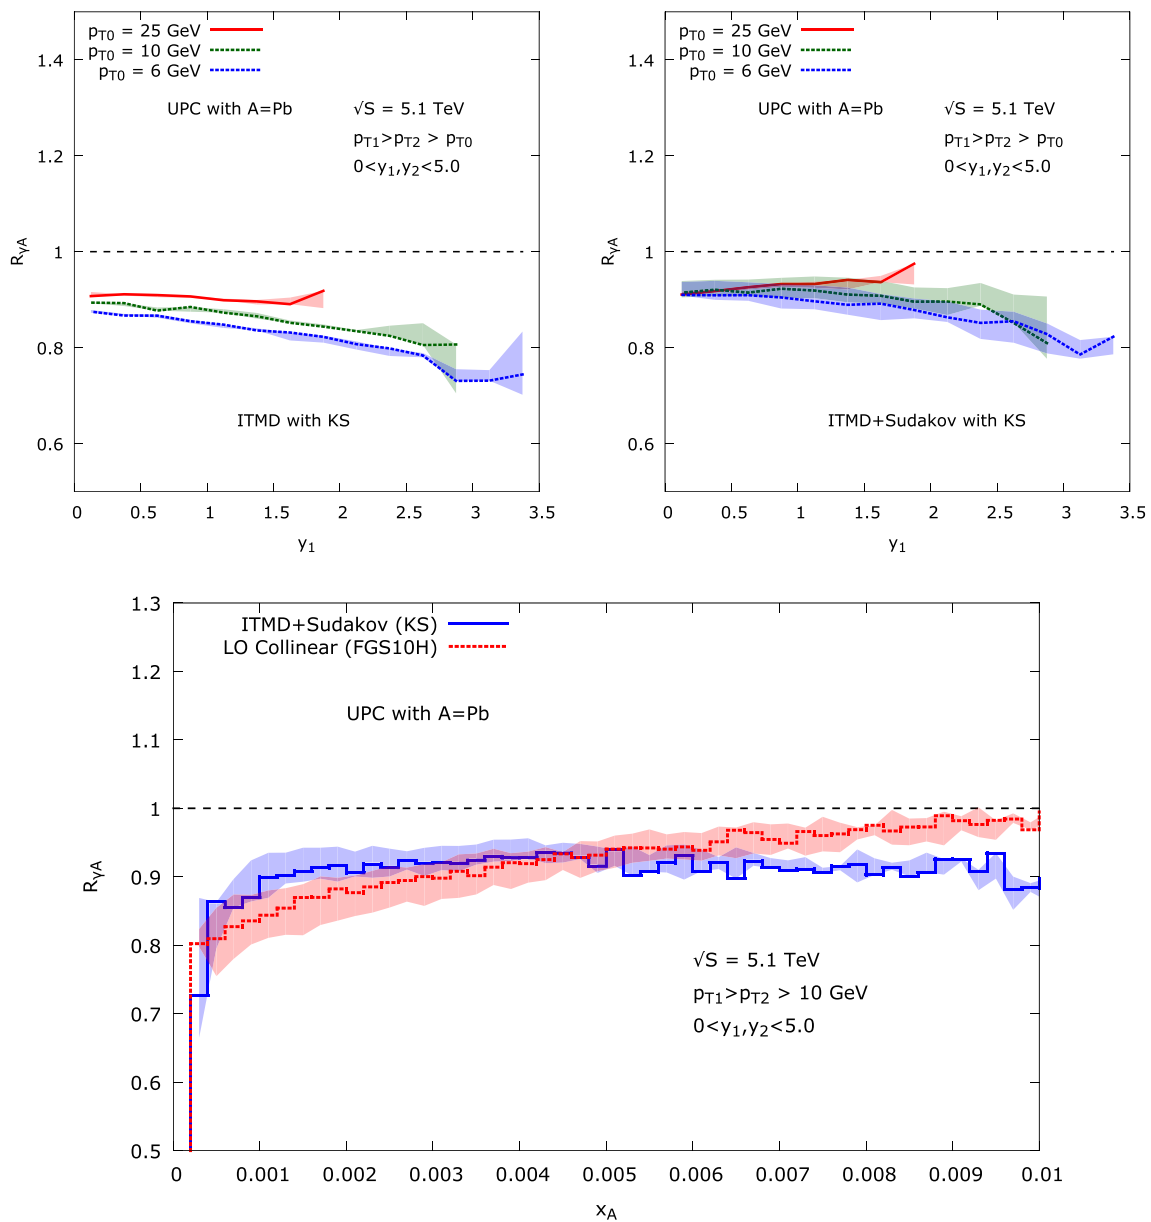 pT0 = 25 GeV
pT0 = 10 GeV
pT0 = 6 GeV
UPC with A=Pb
√S = 5.1 TeV
pT1>pT2 > pT0
0<y1,y2<5.0
ITMD with KS
RγA
1.4
1.2
1
0.8
0.6
0 0.5 1 1.5 2 2.5 3 3.5
y1
pT0 = 25 GeV
pT0 = 10 GeV
pT0 = 6 GeV
UPC with A=Pb
√S = 5.1 TeV
pT1>pT2 > pT0
0<y1,y2<5.0
ITMD+Sudakov with KS
RγA
1.4
1.2
1
0.8
0.6
0 0.5 1 1.5 2 2.5 3 3.5
y1
ITMD+Sudakov (KS)
LO Collinear (FGS10H)
UPC with A=Pb
√S = 5.1 TeV
pT1>pT2 > 10 GeV
0<y1,y2<5.0
RγA
1.3
1.2
1.1
1
0.9
0.8
0.7
0.6
0.5
0 0.001 0.002 0.003 0.004 0.005 0.006 0.007 0.008 0.009 0.01
xA